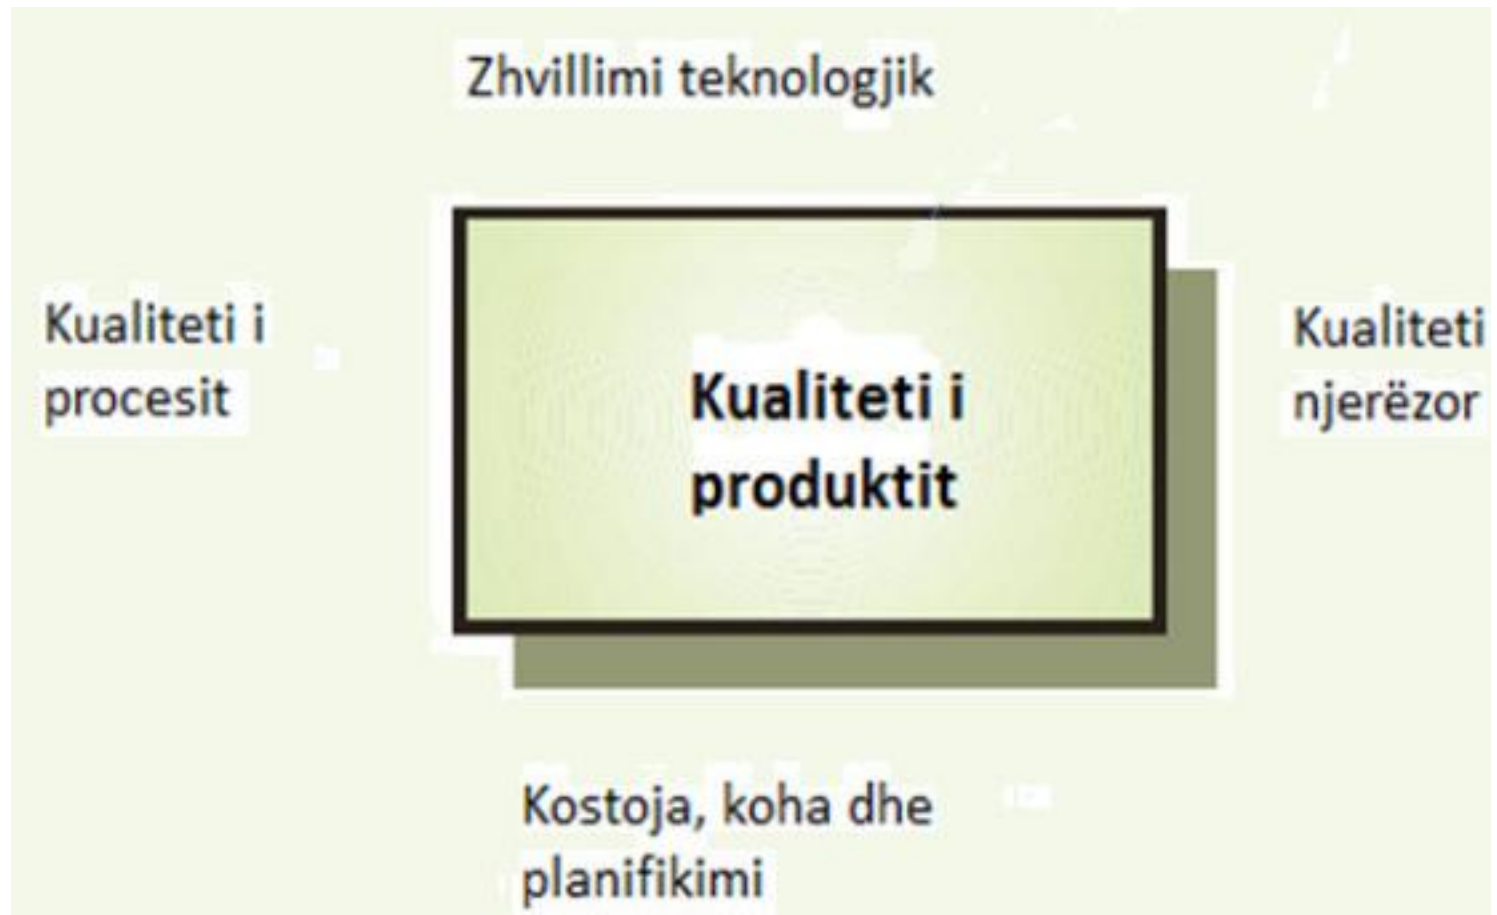 Zhvillimi teknologjik
Kualiteti i
procesit
Kualiteti i
produktit
Kualiteti
njerëzor
Kostoja, koha dhe
planifikimi